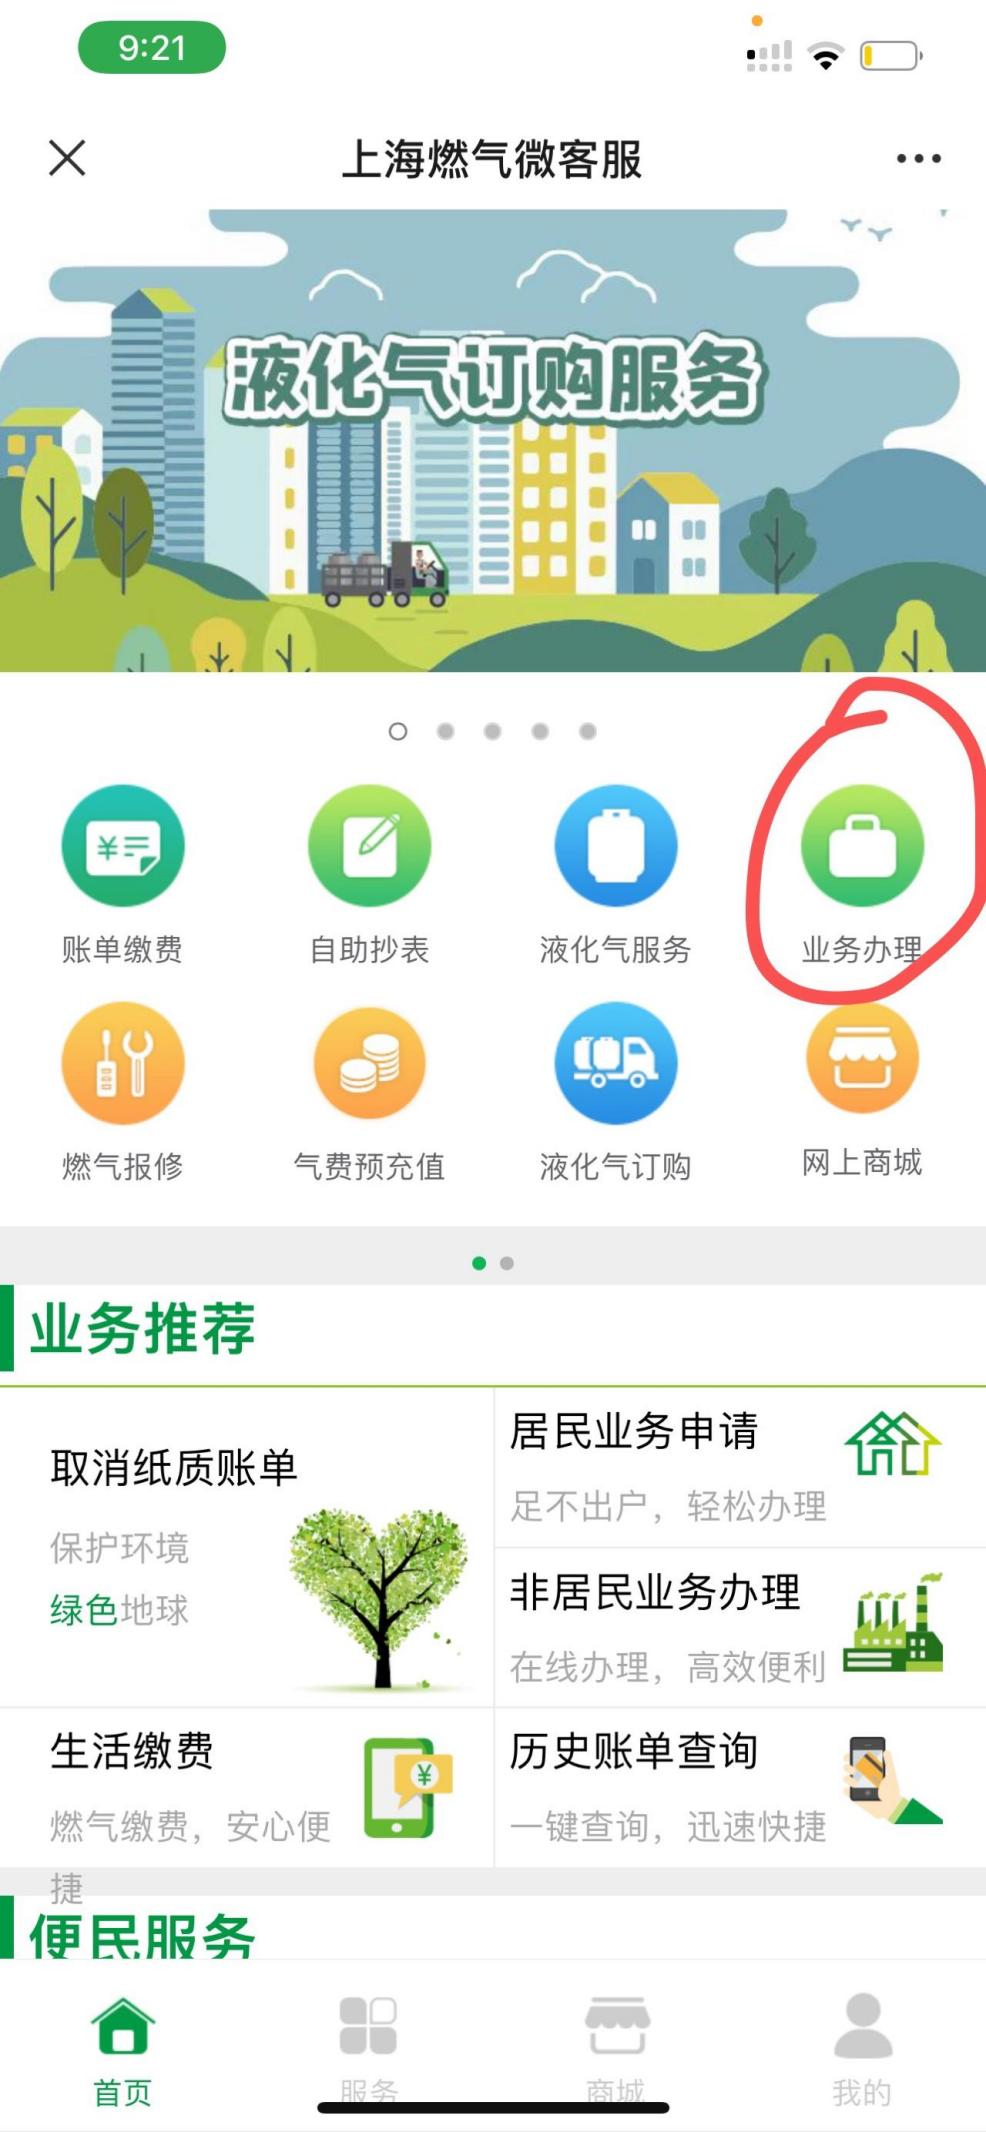 9:21
上海燃气微客服
液化气订购服务
账单缴费
自助抄表
液化气服务
业务办理
燃气报修
气费预充值
液化气订购
网上商城
业务推荐
取消纸质账单
保护环境
绿色地球
居民业务申请
足不出户，轻松办理
非居民业务办理
在线办理，高效便利
生活缴费
燃气缴费，安心便
捷
历史账单查询
一键查询，迅速快捷
便民服务
首页
服务
商城
我的